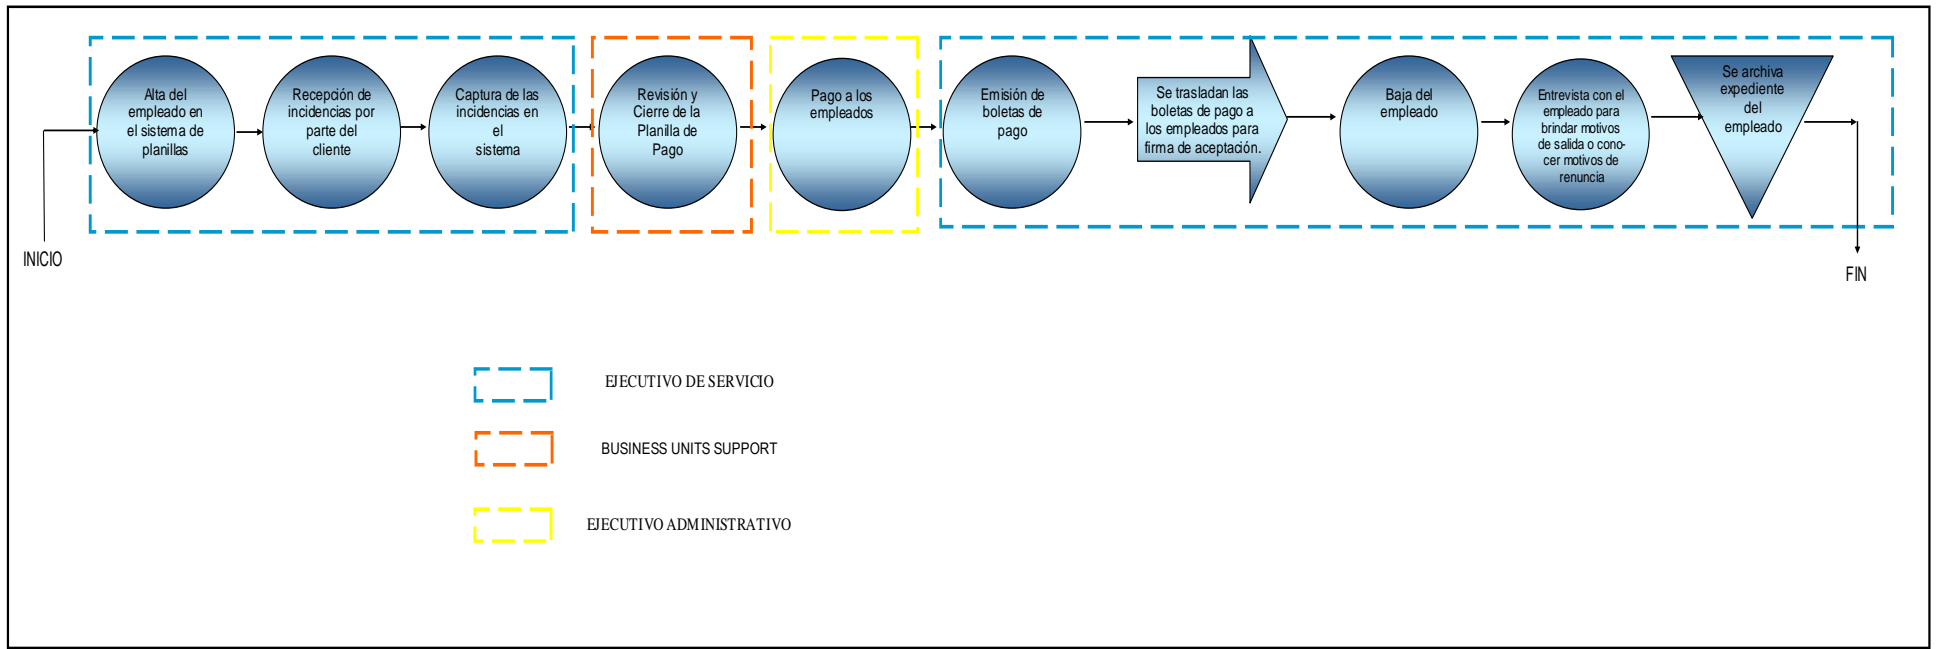 Alta del
empleado en
el sistema de
planillas
Recepción de
incidencias por
parte del
cliente
Captura de las
incidencias en
el
sistema
Revisión y
Cierre de la
Planilla de
Pago
Pago a los
empleados
Emisión de
boletas de
pago
Se trasladan las
boletas de pago a
los empleados para
firma de aceptación.
Baja del
empleado
Entrevista con el
empleado para
brindar motivos
de salida o cono-
cer motivos de
renuncia
Se archiva
expediente
del
empleado
INICIO
FIN
EJECUTIVO DE SERVICIO
BUSINESS UNITS SUPPORT
EJECUTIVO ADMINISTRATIVO